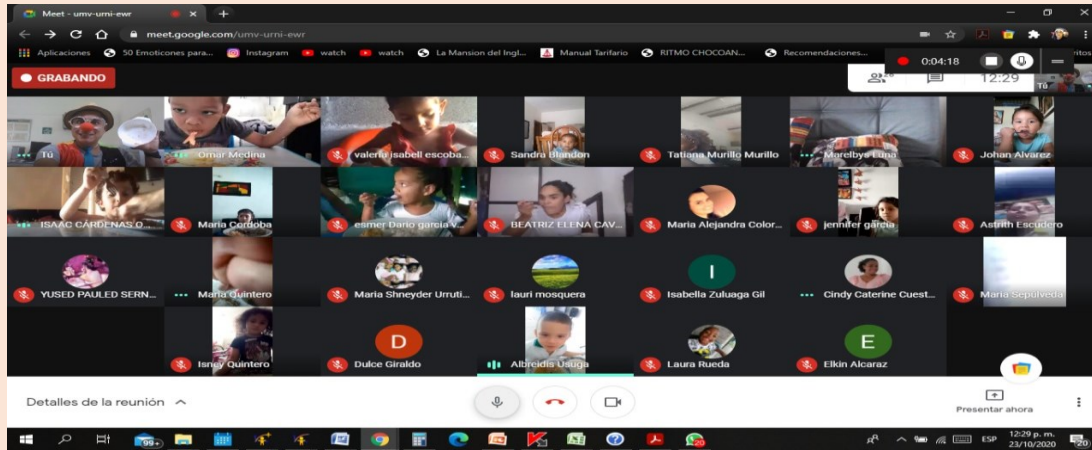 Meet - umv-urni-ewr
meet.google.com/umv-urni-ewr
Aplicaciones 50 Emoticones para... Instagram watch watch La Mansion del Ingl... Manual Tarifario RITMO CHOCOAN... Recomendaciones...
0:04:18
GRABANDO
12:29
Tú
Tú Omar Medina valeria isabell escoba... Sandra Blandon Tatiana Murillo Murillo Marelbys Luna Johan Alvarez
ISAAC CÁRDENAS O... Maria Cordoba esmer Dario garcia V... BEATRIZ ELENA CAV... Maria Alejandra Color... jennifer garcia Astrith Escudero
I
YUSED PAULED SERN... Maria Quintero Maria Shneyder Urruti... lauri mosquera Isabella Zuluaga Gil Cindy Caterine Cuest... Maria Sepúlveda
D E
Isney Quintero Dulce Giraldo Albreidis Usuga Laura Rueda Elkin Alcaraz
Detalles de la reunión
Presentar ahora
99+
ESP
12:29 p. m.
23/10/2020
20